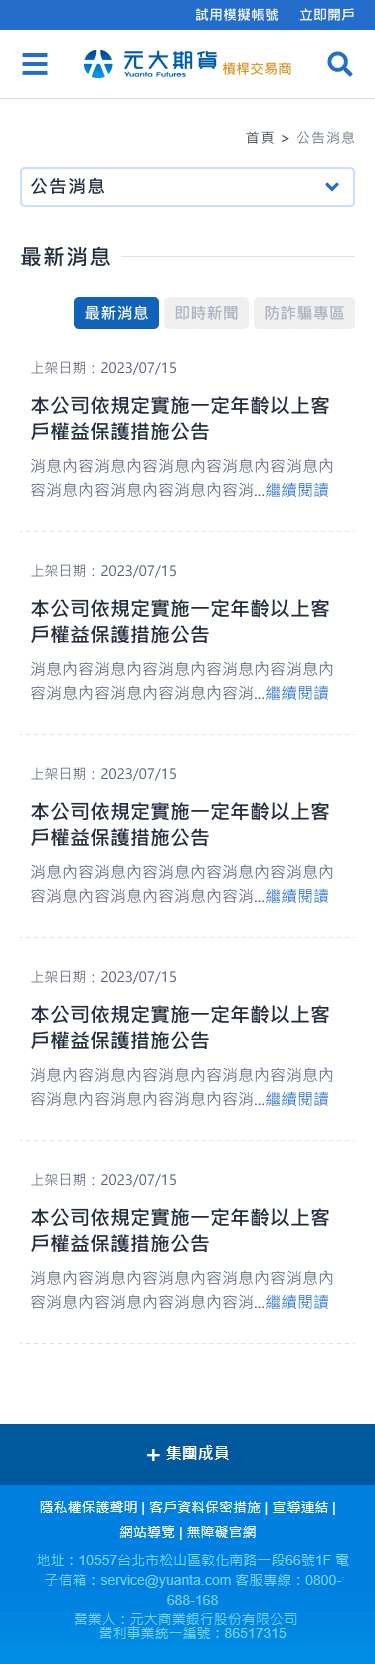 試用模擬帳號 立即開戶
元大期貨 槓桿交易商
Yuanta Futures
首頁 > 公告消息
公告消息
最新消息
最新消息 即時新聞 防詐騙專區
上架日期：2023/07/15
本公司依規定實施一定年齡以上客
戶權益保護措施公告
消息內容消息內容消息內容消息內容消息內
容消息內容消息內容消息內容消...繼續閱讀
上架日期：2023/07/15
本公司依規定實施一定年齡以上客
戶權益保護措施公告
消息內容消息內容消息內容消息內容消息內
容消息內容消息內容消息內容消...繼續閱讀
上架日期：2023/07/15
本公司依規定實施一定年齡以上客
戶權益保護措施公告
消息內容消息內容消息內容消息內容消息內
容消息內容消息內容消息內容消...繼續閱讀
上架日期：2023/07/15
本公司依規定實施一定年齡以上客
戶權益保護措施公告
消息內容消息內容消息內容消息內容消息內
容消息內容消息內容消息內容消...繼續閱讀
上架日期：2023/07/15
本公司依規定實施一定年齡以上客
戶權益保護措施公告
消息內容消息內容消息內容消息內容消息內
容消息內容消息內容消息內容消...繼續閱讀
+ 集團成員
隱私權保護聲明 | 客戶資料保密措施 | 宣導連結 |
網站導覽 | 無障礙官網
地址：10557台北市松山區敦化南路一段66號1F 電
子信箱：service@yuanta.com 客服專線：0800-
688-168
營業人：元大商業銀行股份有限公司
營利事業統一編號：86517315